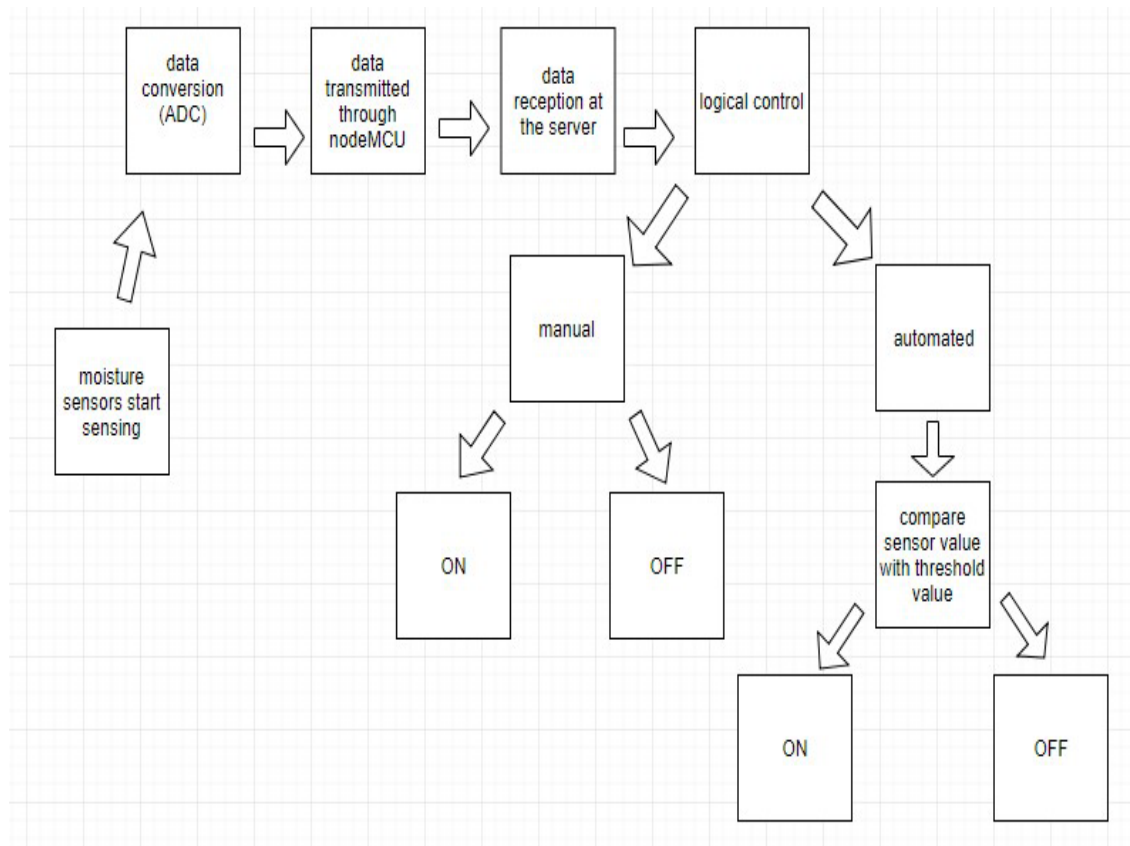 data
conversion
(ADC)
data
transmitted
through
nodeMCU
data
reception at
the server
logical control
manual
automated
moisture
sensors start
sensing
ON
OFF
compare
sensor value
with threshold
value
ON
OFF